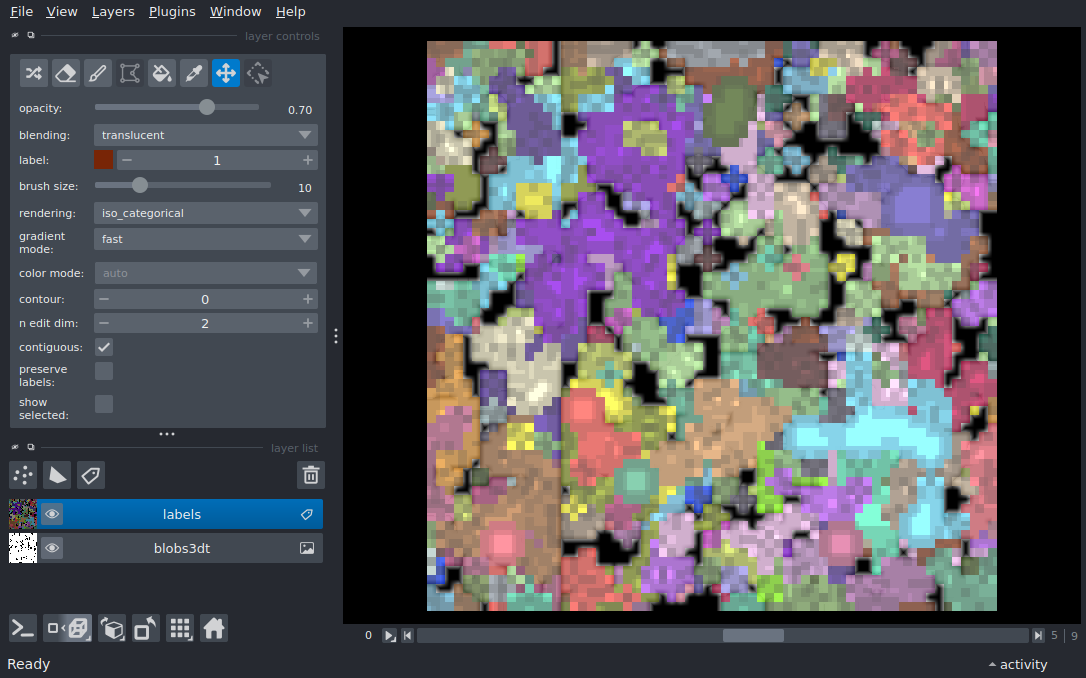 File View Layers Plugins Window Help
layer controls
opacity: 0.70
blending: translucent
label: 1
brush size: 10
rendering: iso_categorical
gradient
mode: fast
color mode: auto
contour: 0
n edit dim: 2
contiguous:
preserve
labels:
show
selected:
layer list
labels
blobs3dt
0 5 | 9
Ready activity